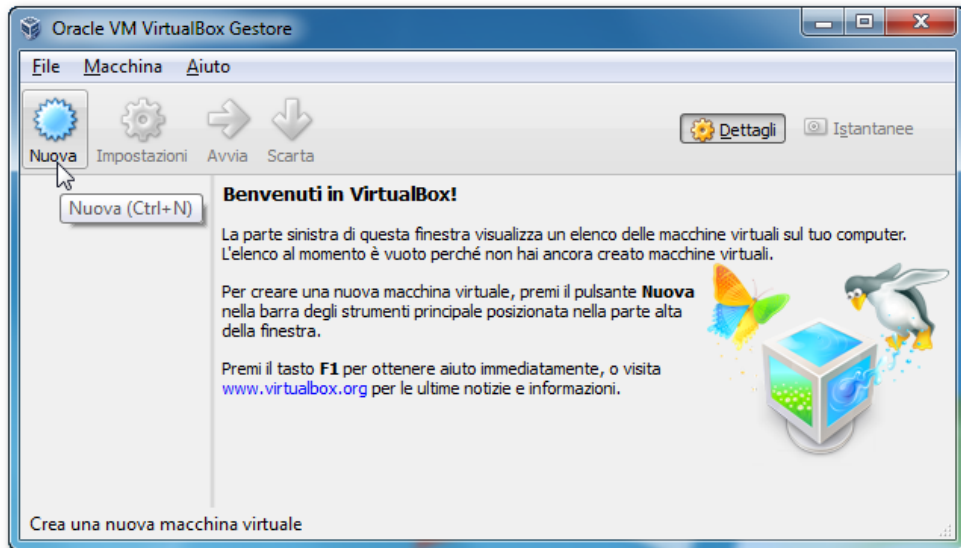 Oracle VM VirtualBox Gestore
File Macchina Aiuto
Nuova Impostazioni Avvia Scarta Dettagli Istantanee
Nuova (Ctrl+N)
Benvenuti in VirtualBox!
La parte sinistra di questa finestra visualizza un elenco delle macchine virtuali sul tuo computer.
L'elenco al momento è vuoto perché non hai ancora creato macchine virtuali.
Per creare una nuova macchina virtuale, premi il pulsante Nuova
nella barra degli strumenti principale posizionata nella parte alta
della finestra.
Premi il tasto F1 per ottenere aiuto immediatamente, o visita
www.virtualbox.org per le ultime notizie e informazioni.
Crea una nuova macchina virtuale